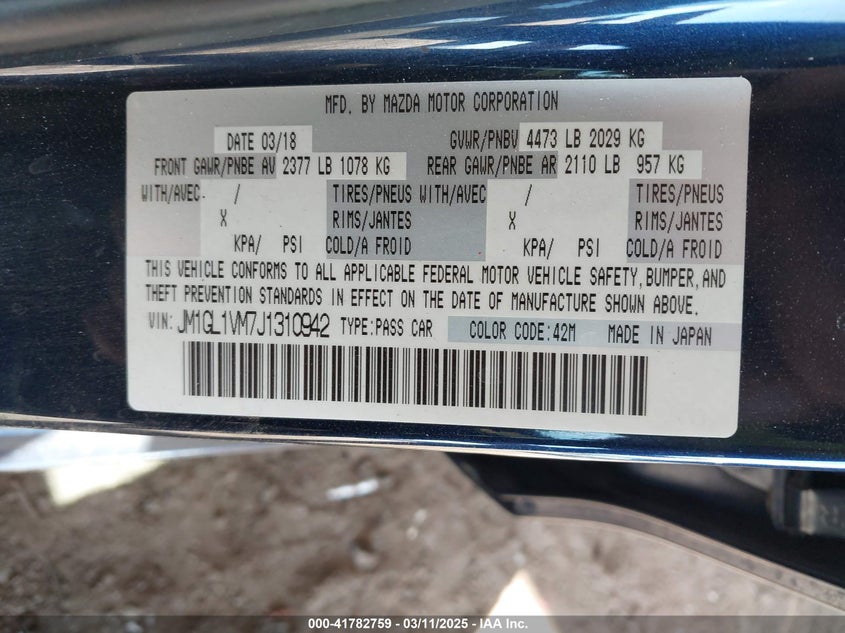 MFD. BY MAZDA MOTOR CORPORATION
DATE 03/18 GVWR/PNBV 4473 LB 2029 KG
FRONT GAWR/PNBE AV 2377 LB 1078 KG REAR GAWR/PNBE AR 2110 LB 957 KG
WITH/AVEC / TIRES/PNEUS WITH/AVEC / TIRES/PNEUS
X RIMS/JANTES X RIMS/JANTES
KPA/ PSI COLD/A FROID KPA/ PSI COLD/A FROID
THIS VEHICLE CONFORMS TO ALL APPLICABLE FEDERAL MOTOR VEHICLE SAFETY, BUMPER, AND
THEFT PREVENTION STANDARDS IN EFFECT ON THE DATE OF MANUFACTURE SHOWN ABOVE.
VIN: JM1GL1VM7J1310942 TYPE:PASS CAR COLOR CODE:42M MADE IN JAPAN
000-41782759 - 03/11/2025 - IAA Inc.